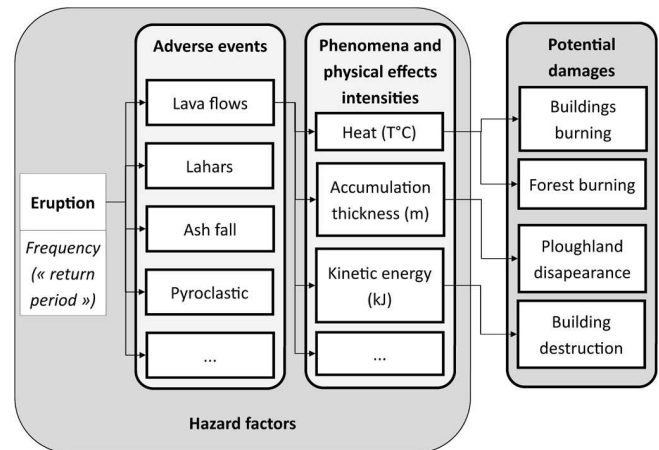 Eruption
Frequency
(« return
period »)
Adverse events
Lava flows
Lahars
Ash fall
Pyroclastic
...
Phenomena and
physical effects
intensities
Heat (T°C)
Accumulation
thickness (m)
Kinetic energy
(kJ)
...
Hazard factors
Potential
damages
Buildings
burning
Forest burning
Ploughland
disapearance
Building
destruction